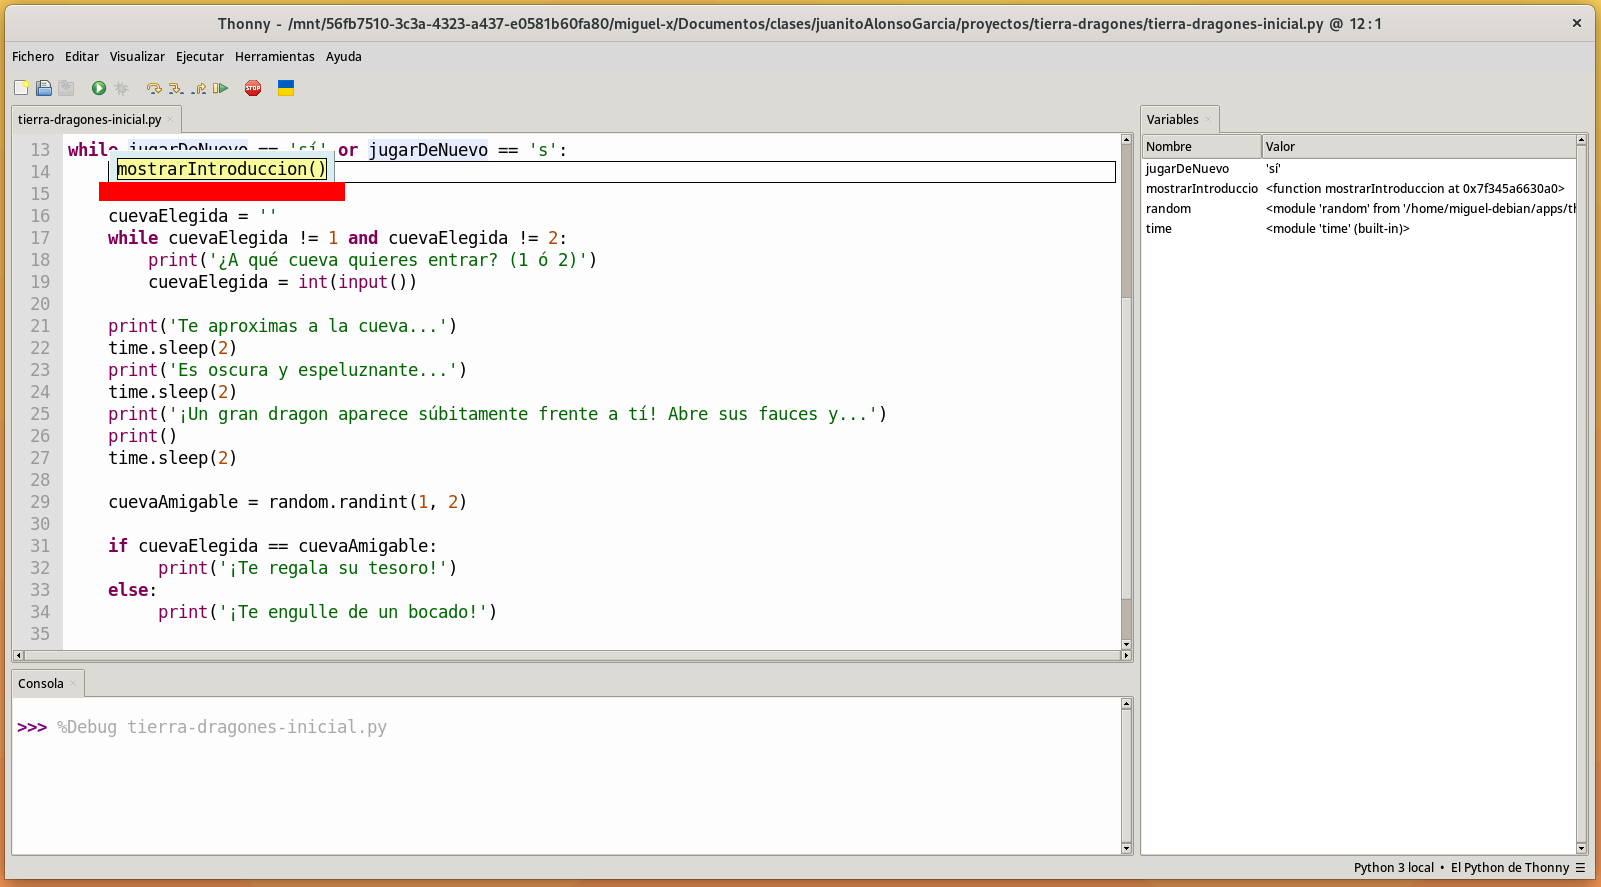 Thonny - /mnt/56fb7510-3c3a-4323-a437-e0581b60fa80/miguel-x/Documentos/clases/juanitoAlonsoGarcia/proyectos/tierra-dragones/tierra-dragones-inicial.py @ 12:1
Fichero Editar Visualizar Ejecutar Herramientas Ayuda
STOP
tierra-dragones-inicial.py
13 while jugarDeNuevo == 'sí' or jugarDeNuevo == 's':
14 mostrarIntroduccion()
15
16 cuevaElegida = ''
17 while cuevaElegida != 1 and cuevaElegida != 2:
18 print('¿A qué cueva quieres entrar? (1 ó 2)')
19 cuevaElegida = int(input())
20
21 print('Te aproximas a la cueva...')
22 time.sleep(2)
23 print('Es oscura y espeluznante...')
24 time.sleep(2)
25 print('¡Un gran dragon aparece súbitamente frente a tí! Abre sus fauces y...')
26 print()
27 time.sleep(2)
28
29 cuevaAmigable = random.randint(1, 2)
30
31 if cuevaElegida == cuevaAmigable:
32 print('¡Te regala su tesoro!')
33 else:
34 print('¡Te engulle de un bocado!')
35
Consola
>>> %Debug tierra-dragones-inicial.py
Variables
Nombre Valor
jugarDeNuevo 'sí'
mostrarIntroduccio <function mostrarIntroduccion at 0x7f345a6630a0>
random <module 'random' from '/home/miguel-debian/apps/th
time <module 'time' (built-in)>
Python 3 local • El Python de Thonny ☰